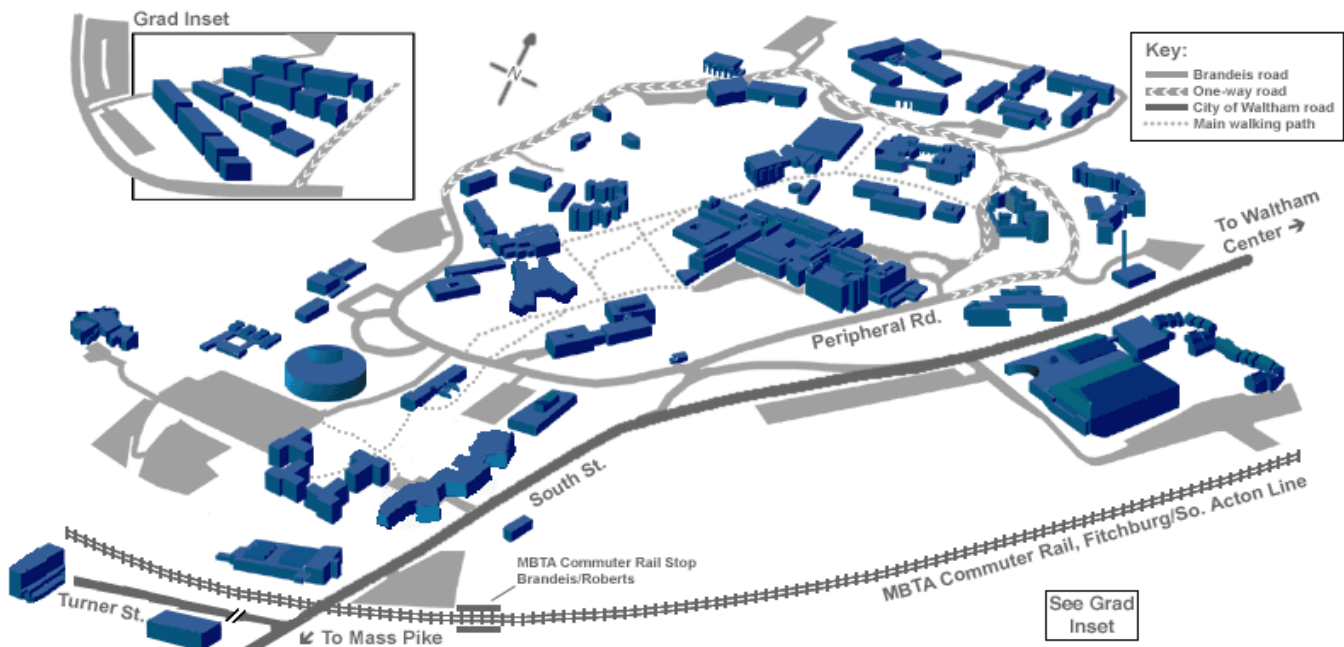 Grad Inset
N
Key:
Brandeis road
One-way road
City of Waltham road
Main walking path
To Waltham
Center →
Peripheral Rd.
South St.
MBTA Commuter Rail, Fitchburg/So. Acton Line
MBTA Commuter Rail Stop
Brandeis/Roberts
Turner St.
↙ To Mass Pike
See Grad
Inset